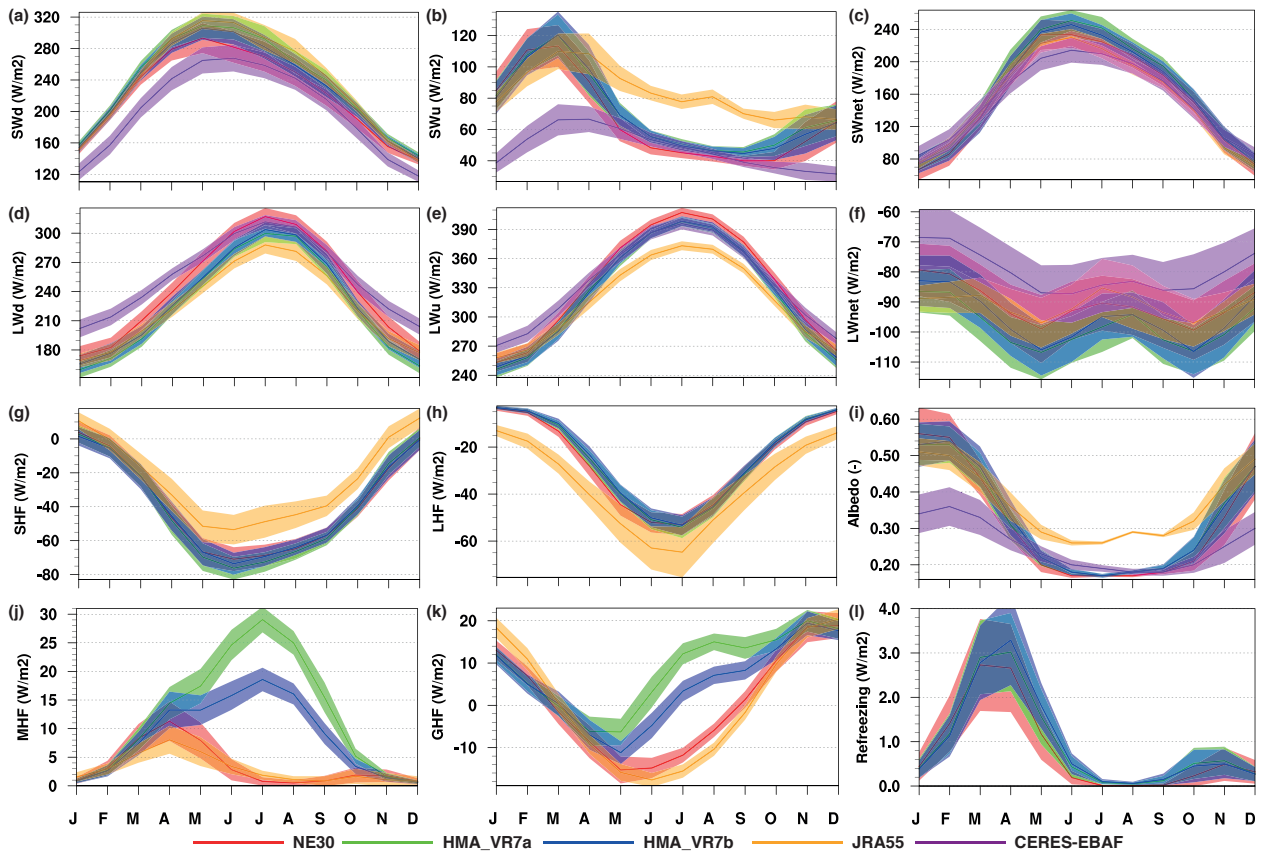 (a)
SWd (W/m2)
320
280
240
200
160
120
(b)
SWu (W/m2)
120
100
80
60
40
(c)
SWnet (W/m2)
240
200
160
120
80
(d)
LWd (W/m2)
300
270
240
210
180
(e)
LWu (W/m2)
390
360
330
300
270
240
(f)
LWnet (W/m2)
-60
-70
-80
-90
-100
-110
(g)
SHF (W/m2)
0
-20
-40
-60
-80
(h)
LHF (W/m2)
-20
-40
-60
(i)
Albedo (-)
0.60
0.50
0.40
0.30
0.20
(j)
MHF (W/m2)
30
25
20
15
10
5
0
(k)
GHF (W/m2)
20
10
0
-10
(l)
Refreezing (W/m2)
4.0
3.0
2.0
1.0
0.0
J F M A M J J A S O N D
J F M A M J J A S O N D
J F M A M J J A S O N D
NE30 HMA_VR7a HMA_VR7b JRA55 CERES-EBAF